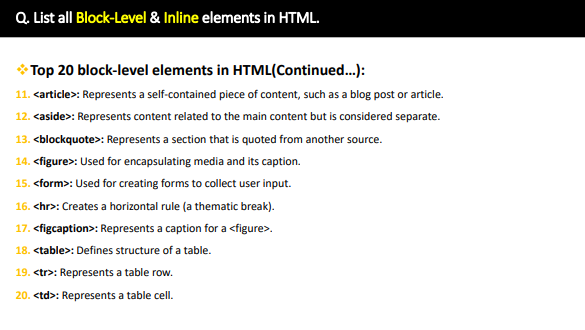 Q. List all Block-Level & Inline elements in HTML.
❖Top 20 block-level elements in HTML(Continued…):
11. <article>: Represents a self-contained piece of content, such as a blog post or article.
12. <aside>: Represents content related to the main content but is considered separate.
13. <blockquote>: Represents a section that is quoted from another source.
14. <figure>: Used for encapsulating media and its caption.
15. <form>: Used for creating forms to collect user input.
16. <hr>: Creates a horizontal rule (a thematic break).
17. <figcaption>: Represents a caption for a <figure>.
18. <table>: Defines structure of a table.
19. <tr>: Represents a table row.
20. <td>: Represents a table cell.